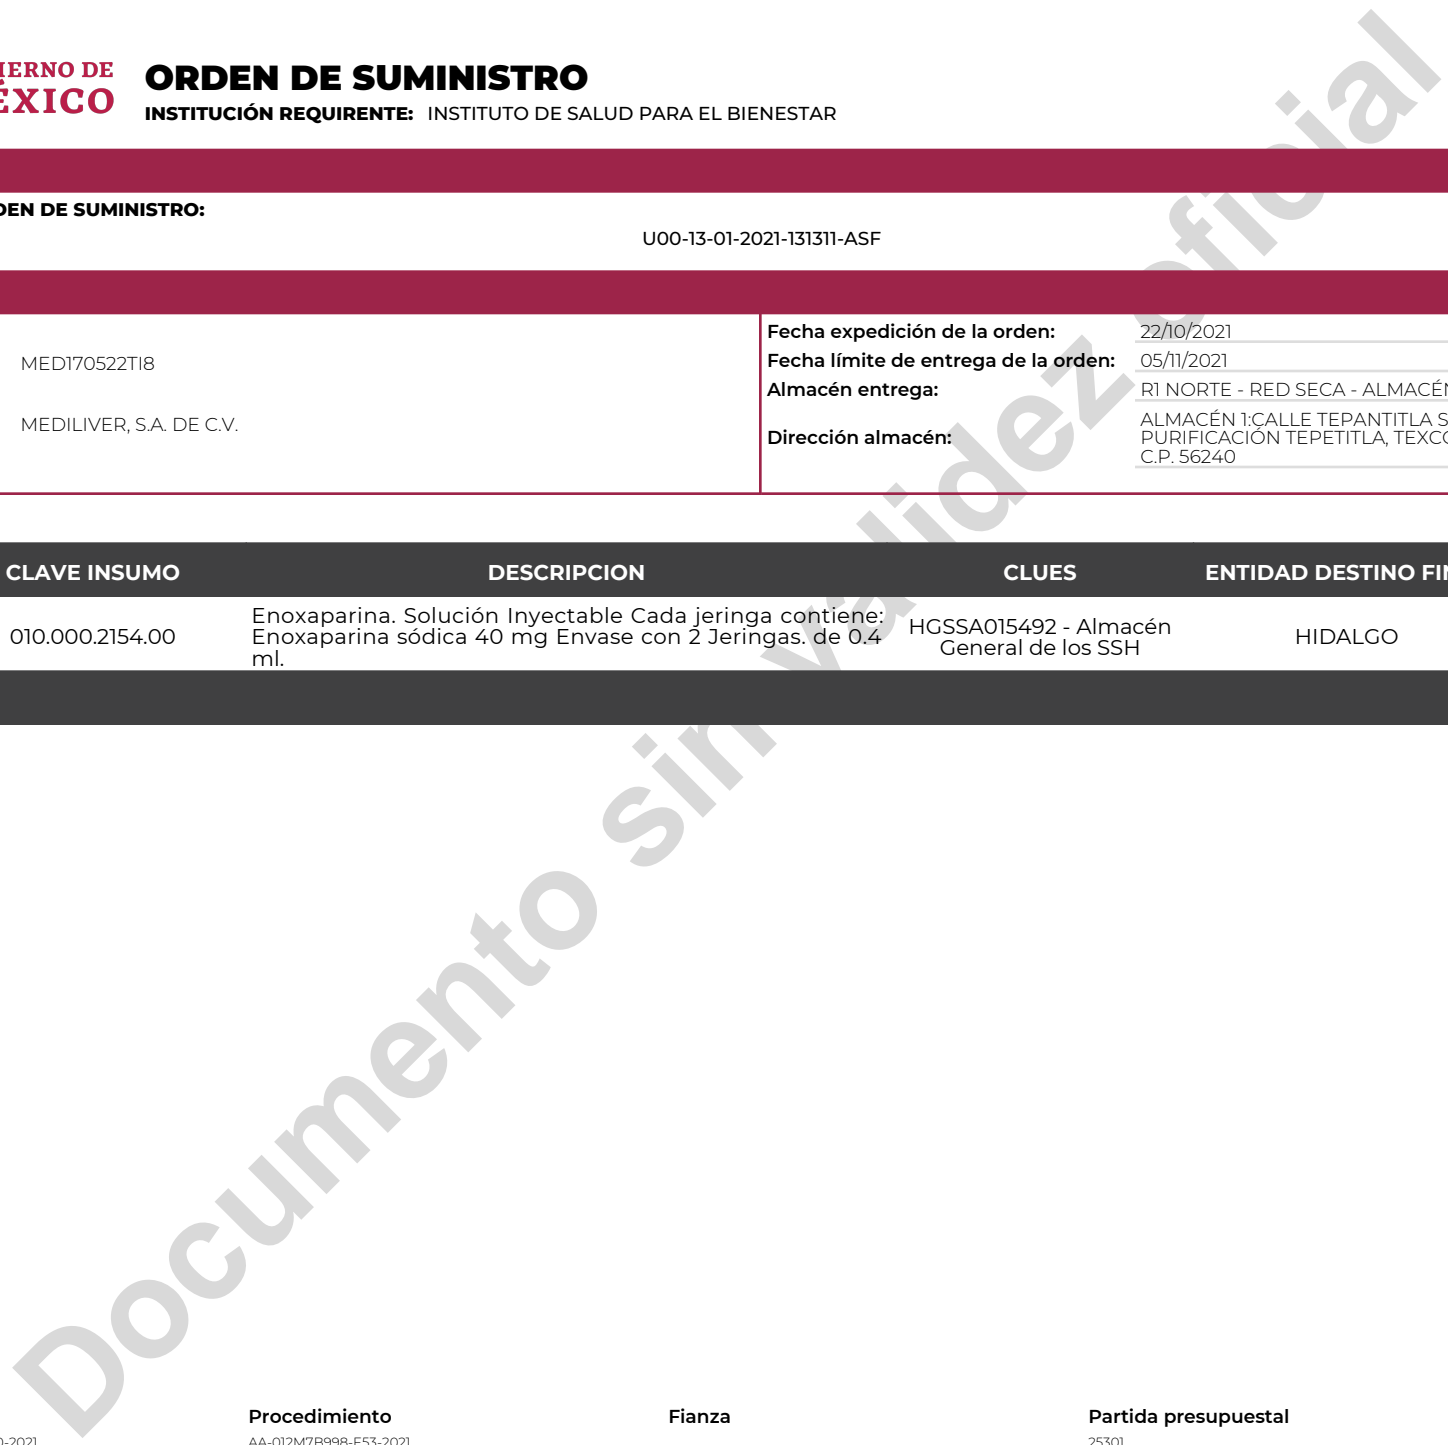 ORDEN DE SUMINISTRO
DE
INSTITUCIÓN REQUIRENTE: INSTITUTO DE SALUD PARA EL BIENESTAR
DE SUMINISTRO:
U00-13-01-2021-131311-ASF
MED170522TI8
MEDILIVER, S.A. DE C.V.
Fecha expedición de la orden: 22/10/2021
Fecha límite de entrega de la orden: 05/11/2021
Almacén entrega: R1 NORTE - RED SECA - ALMACÉN
Dirección almacén:
ALMACÉN 1:CALLE TEPANTITLA
PURIFICACIÓN TEPETITLA,
C.P. 56240
CLAVE INSUMO DESCRIPCION CLUES ENTIDAD DESTINO
010.000.2154.00
Enoxaparina. Solución Inyectable Cada jeringa contiene:
Enoxaparina sódica 40 mg Envase con 2 Jeringas. de 0.4
ml.
HGSSA015492 - Almacén
General de los SSH
HIDALGO
Documento sin validez oficial
Procedimiento Fianza Partida presupuestal
AA-012M7B998-E53-2021 25301